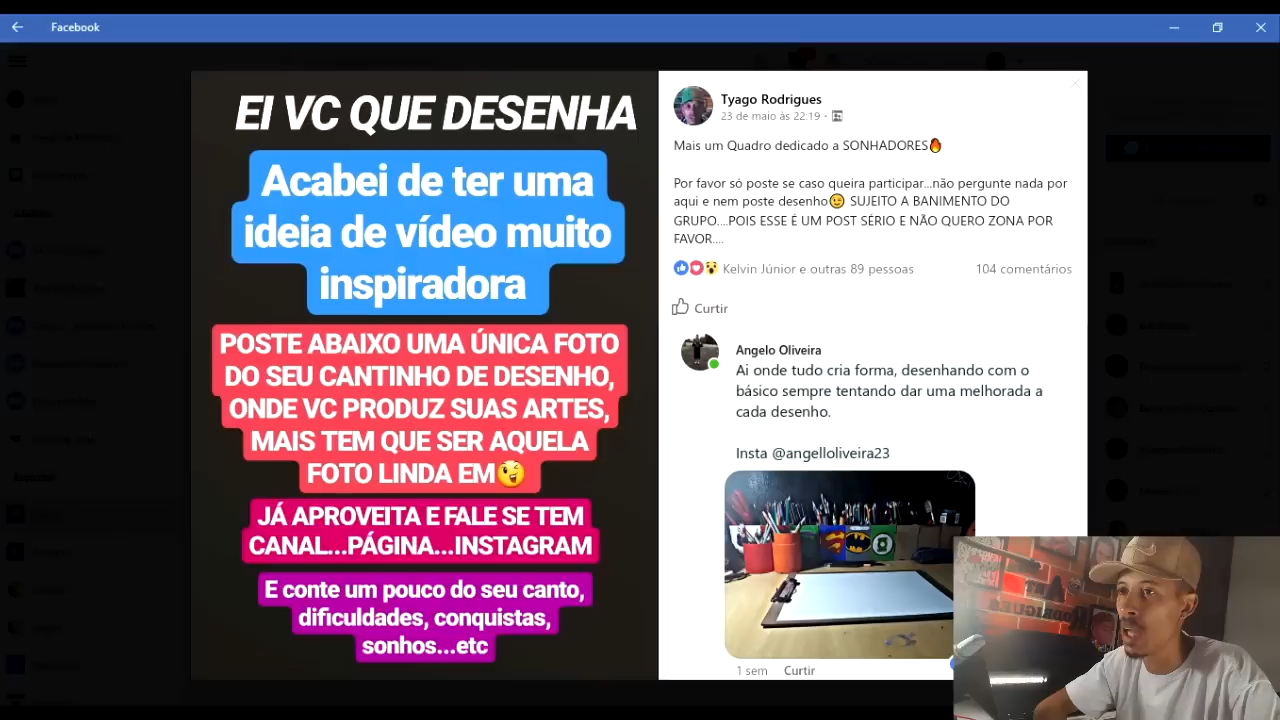 Facebook
EI VC QUE DESENHA
Acabei de ter uma
ideia de vídeo muito
inspiradora
POSTE ABAIXO UMA ÚNICA FOTO
DO SEU CANTINHO DE DESENHO,
ONDE VC PRODUZ SUAS ARTES,
MAIS TEM QUE SER AQUELA
FOTO LINDA EM😉
JÁ APROVEITA E FALE SE TEM
CANAL...PÁGINA...INSTAGRAM
E conte um pouco do seu canto,
dificuldades, conquistas,
sonhos...etc
Tyago Rodrigues
23 de maio às 22:19 ·
Mais um Quadro dedicado a SONHADORES🔥
Por favor só poste se caso queira participar...não pergunte nada por
aqui e nem poste desenho😉 SUJEITO A BANIMENTO DO
GRUPO....POIS ESSE É UM POST SÉRIO E NÃO QUERO ZONA POR
FAVOR....
Kelvin Júnior e outras 89 pessoas 104 comentários
Curtir
Angelo Oliveira
Ai onde tudo cria forma, desenhando com o
básico sempre tentando dar uma melhorada a
cada desenho.
Insta @angelloliveira23
1 sem Curtir